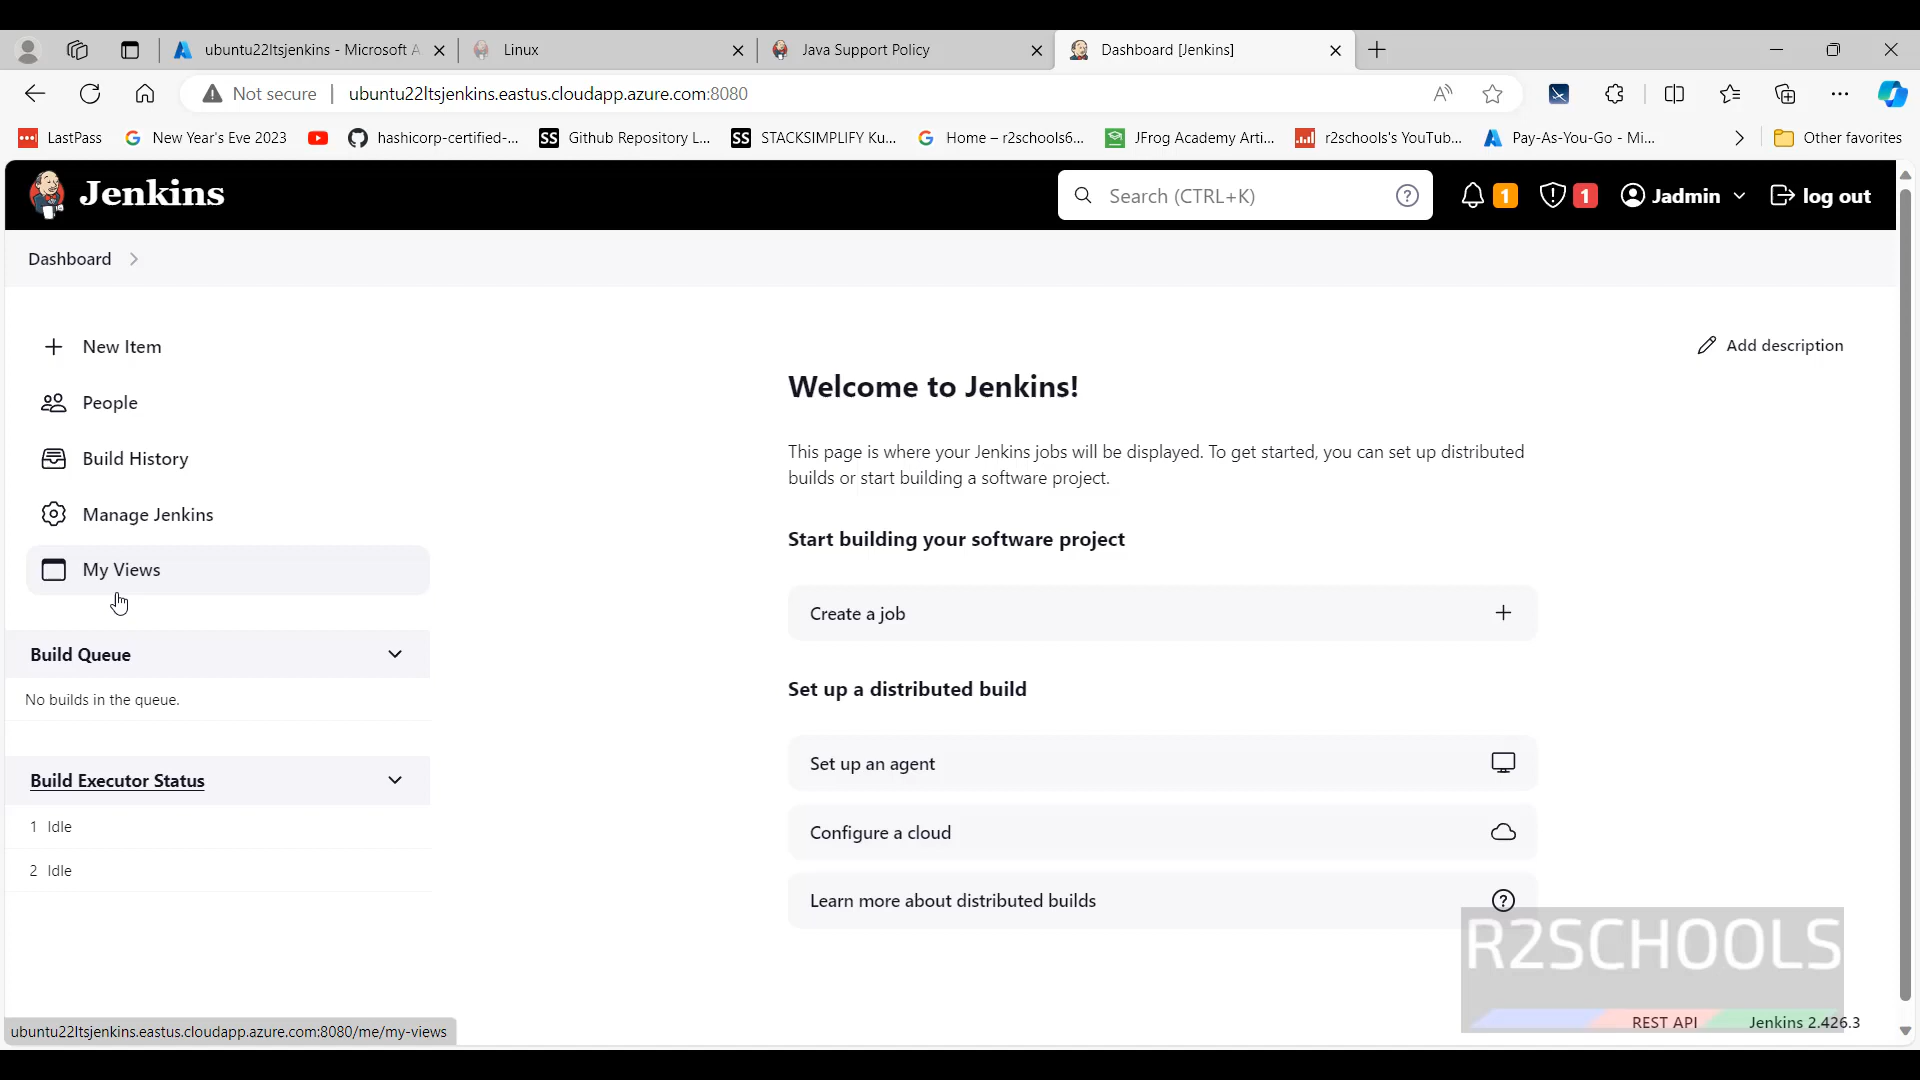 ubuntu22ltsjenkins - Microsoft A
Linux
Java Support Policy
Dashboard [Jenkins]
Not secure
ubuntu22ltsjenkins.eastus.cloudapp.azure.com:8080
LastPass
New Year's Eve 2023
hashicorp-certified-...
SS
Github Repository L...
SS
STACKSIMPLIFY Ku...
Home – r2schools6...
JFrog Academy Arti...
r2schools's YouTub...
Pay-As-You-Go - Mi...
Other favorites
Jenkins
Search (CTRL+K)
1
1
Jadmin
log out
Dashboard
New Item
People
Build History
Manage Jenkins
My Views
Build Queue
No builds in the queue.
Build Executor Status
1 Idle
2 Idle
Add description
Welcome to Jenkins!
This page is where your Jenkins jobs will be displayed. To get started, you can set up distributed
builds or start building a software project.
Start building your software project
Create a job
Set up a distributed build
Set up an agent
Configure a cloud
Learn more about distributed builds
R2SCHOOLS
REST API
Jenkins 2.426.3
ubuntu22ltsjenkins.eastus.cloudapp.azure.com:8080/me/my-views